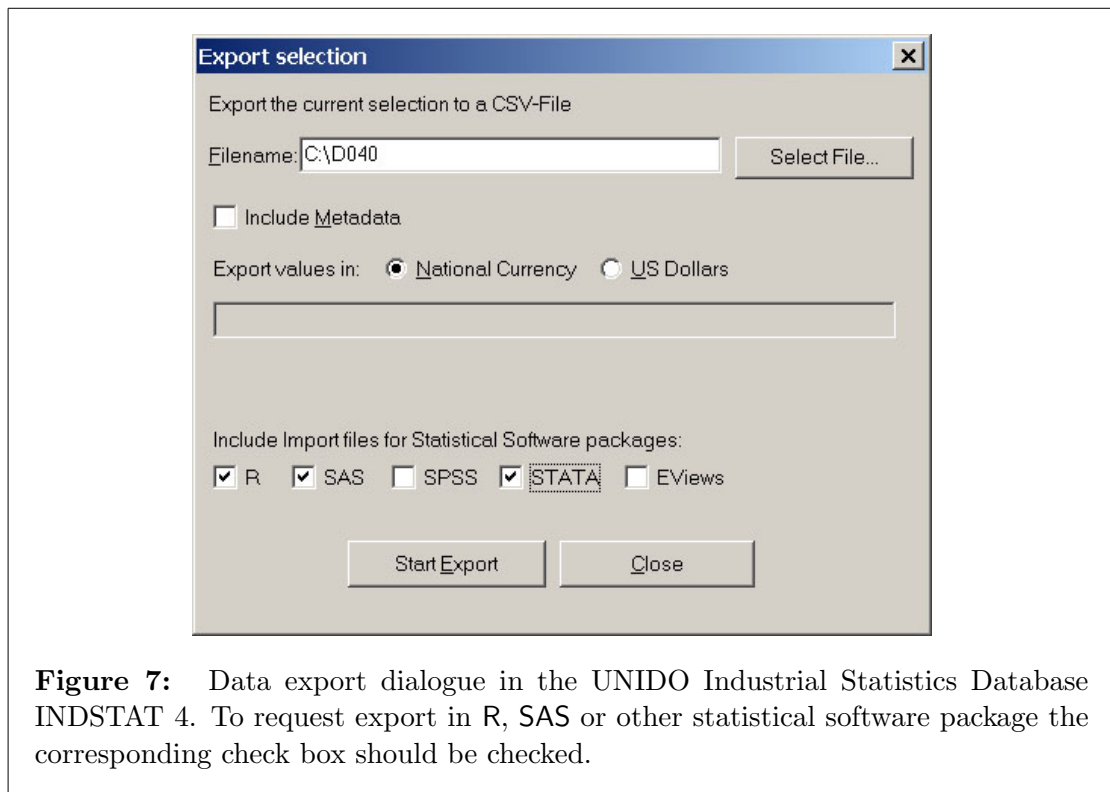 Export selection
Export the current selection to a CSV-File
Filename: C:\D040 Select File...
Include Metadata
Export values in: National Currency US Dollars
Include Import files for Statistical Software packages:
R SAS SPSS STATA EViews
Start Export Close
Figure 7: Data export dialogue in the UNIDO Industrial Statistics Database
INDSTAT 4. To request export in R, SAS or other statistical software package the
corresponding check box should be checked.